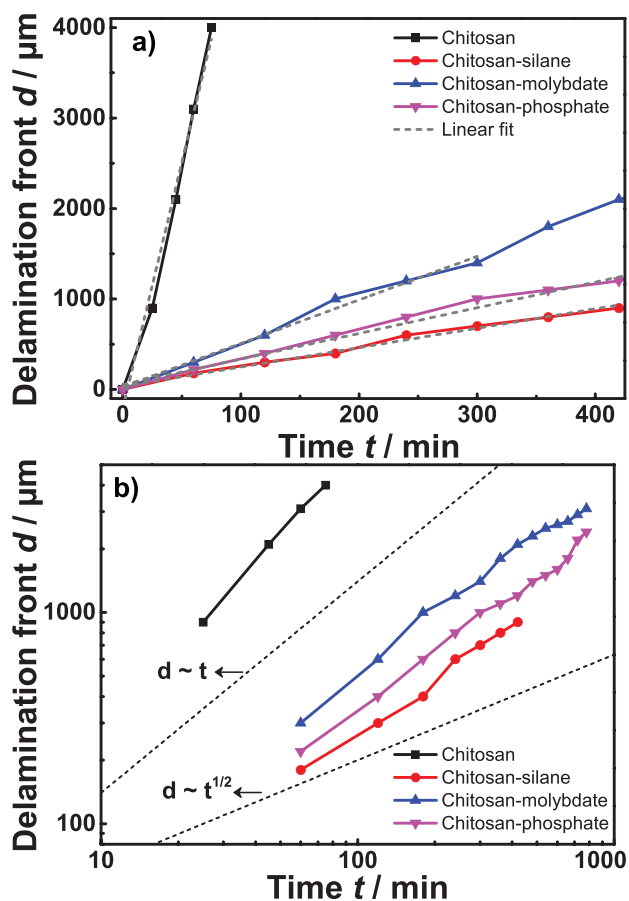 a)
Delamination front d / µm
4000
3000
2000
1000
0
Chitosan
Chitosan-silane
Chitosan-molybdate
Chitosan-phosphate
Linear fit
0 100 200 300 400
Time t / min
b)
Delamination front d / µm
1000
100
d ~ t
d ~ t^{1/2}
Chitosan
Chitosan-silane
Chitosan-molybdate
Chitosan-phosphate
10 100 1000
Time t / min